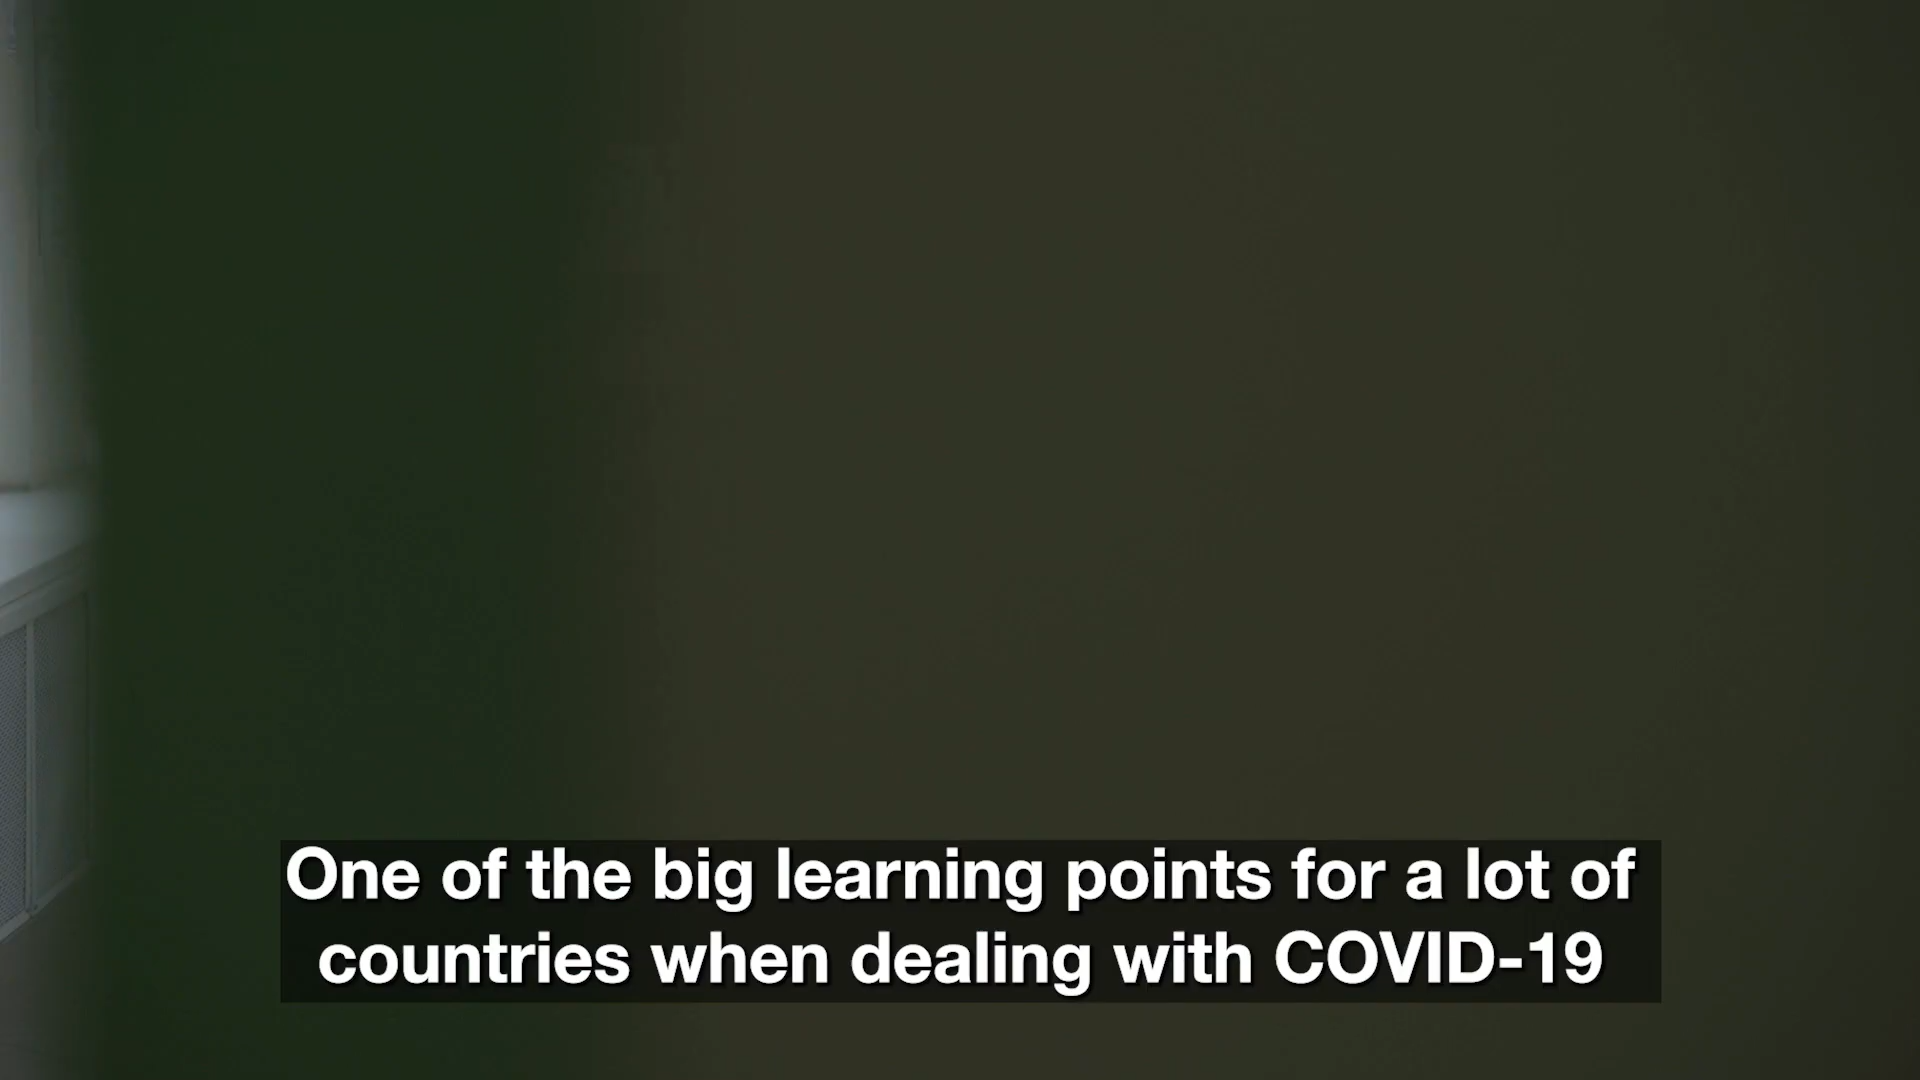 One of the big learning points for a lot of
countries when dealing with COVID-19